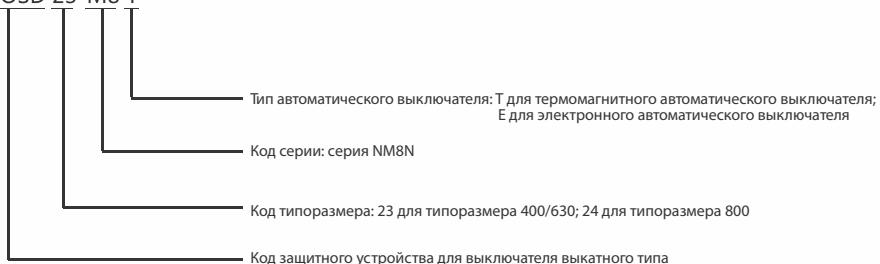 Тип автоматического выключателя: T для термомагнитного автоматического выключателя;
E для электронного автоматического выключателя
Код серии: серия NM8N
Код типоразмера: 23 для типоразмера 400/630; 24 для типоразмера 800
Код защитного устройства для выключателя выкатного типа